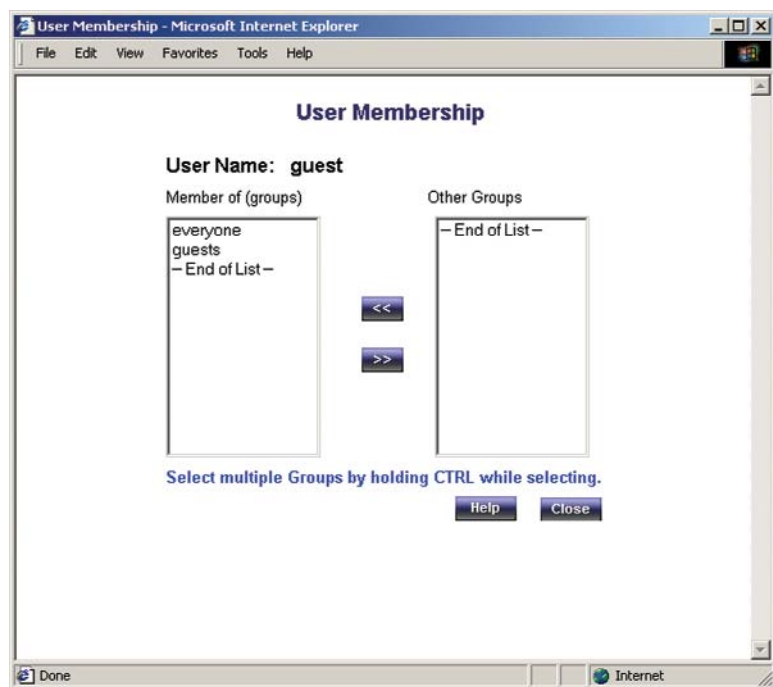 User Membership - Microsoft Internet Explorer
File Edit View Favorites Tools Help
User Membership
User Name: guest
Member of (groups) Other Groups
everyone
guests
– End of List –
– End of List –
<<
>>
Select multiple Groups by holding CTRL while selecting.
Help Close
Done Internet